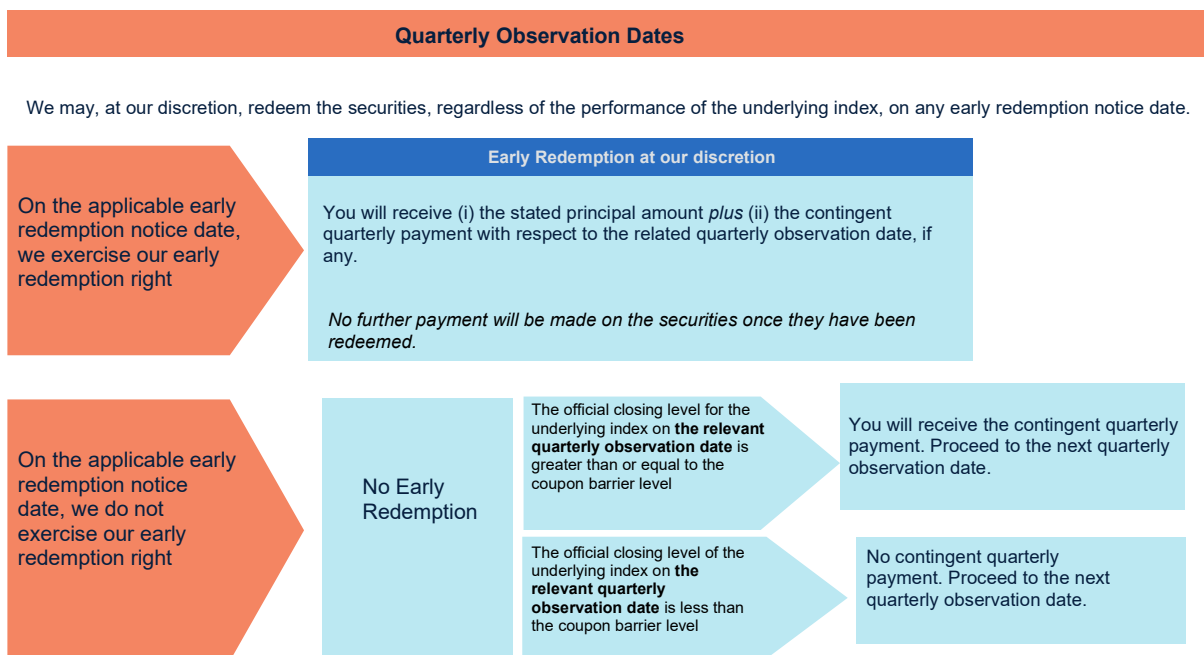 Quarterly Observation Dates
We may, at our discretion, redeem the securities, regardless of the performance of the underlying index, on any early redemption notice date.
On the applicable early
redemption notice date,
we exercise our early
redemption right
Early Redemption at our discretion
You will receive (i) the stated principal amount plus (ii) the contingent
quarterly payment with respect to the related quarterly observation date, if
any.
No further payment will be made on the securities once they have been
redeemed.
On the applicable early
redemption notice
date, we do not
exercise our early
redemption right
No Early
Redemption
The official closing level for the
underlying index on the relevant
quarterly observation date is
greater than or equal to the
coupon barrier level
You will receive the contingent quarterly
payment. Proceed to the next quarterly
observation date.
The official closing level of the
underlying index on the
relevant quarterly
observation date is less than
the coupon barrier level
No contingent quarterly
payment. Proceed to the next
quarterly observation date.